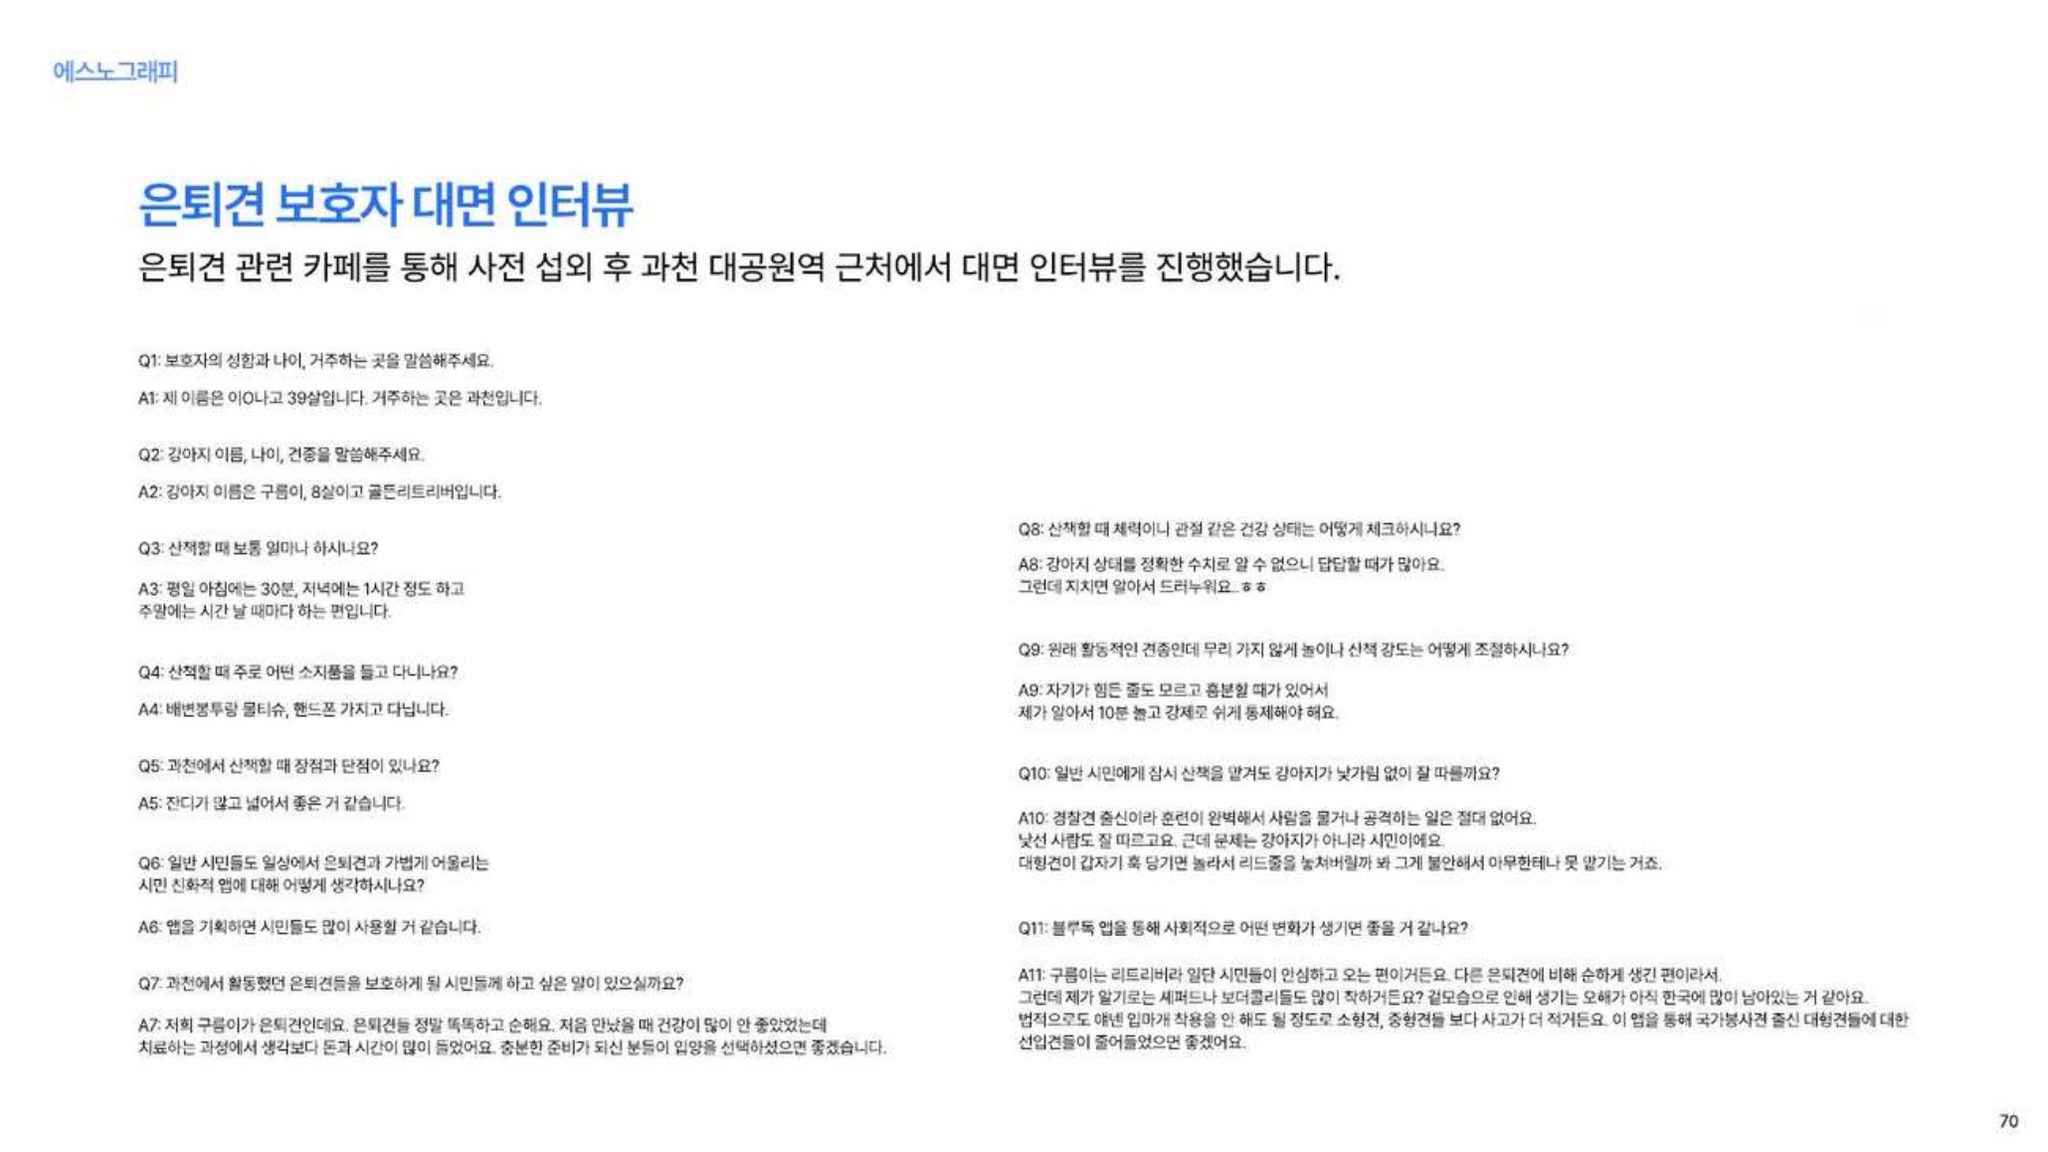 에스노그래피
은퇴견 보호자 대면 인터뷰
은퇴견 관련 카페를 통해 사전 섭외 후 과천 대공원역 근처에서 대면 인터뷰를 진행했습니다.
Q1: 보호자의 성함과 나이, 거주하는 곳을 말씀해주세요.
A1: 제 이름은 이O나고 39살입니다. 거주하는 곳은 과천입니다.
Q2: 강아지 이름, 나이, 견종을 말씀해주세요.
A2: 강아지 이름은 구름이, 8살이고 골든리트리버입니다.
Q3: 산책할 때 보통 얼마나 하시나요?
A3: 평일 아침에는 30분, 저녁에는 1시간 정도 하고
주말에는 시간 날 때마다 하는 편입니다.
Q4: 산책할 때 주로 어떤 소지품을 들고 다니나요?
A4: 배변봉투랑 물티슈, 핸드폰 가지고 다닙니다.
Q5: 과천에서 산책할 때 장점과 단점이 있나요?
A5: 잔디가 많고 넓어서 좋은 거 같습니다.
Q6: 일반 시민들도 일상에서 은퇴견과 가볍게 어울리는
시민 친화적 앱에 대해 어떻게 생각하시나요?
A6: 앱을 기획하면 시민들도 많이 사용할 거 같습니다.
Q7: 과천에서 활동했던 은퇴견들을 보호하게 될 시민들께 하고 싶은 말이 있으실까요?
A7: 저희 구름이가 은퇴견인데요. 은퇴견들 정말 똑똑하고 순해요. 처음 만났을 때 건강이 많이 안 좋았었는데
치료하는 과정에서 생각보다 돈과 시간이 많이 들었어요. 충분한 준비가 되신 분들이 입양을 선택하셨으면 좋겠습니다.
Q8: 산책할 때 체력이나 관절 같은 건강 상태는 어떻게 체크하시나요?
A8: 강아지 상태를 정확한 수치로 알 수 없으니 답답할 때가 많아요.
그런데 지치면 알아서 드러누워요..ㅎㅎ
Q9: 원래 활동적인 견종인데 무리 가지 않게 놀이나 산책 강도는 어떻게 조절하시나요?
A9: 자기가 힘든 줄도 모르고 흥분할 때가 있어서
제가 알아서 10분 놀고 강제로 쉬게 통제해야 해요.
Q10: 일반 시민에게 잠시 산책을 맡겨도 강아지가 낯가림 없이 잘 따를까요?
A10: 경찰견 출신이라 훈련이 완벽해서 사람을 물거나 공격하는 일은 절대 없어요.
낯선 사람도 잘 따르고요. 근데 문제는 강아지가 아니라 시민이에요.
대형견이 갑자기 훅 당기면 놀라서 리드줄을 놓쳐버릴까 봐 그게 불안해서 아무한테나 못 맡기는 거죠.
Q11: 블루독 앱을 통해 사회적으로 어떤 변화가 생기면 좋을 거 같나요?
A11: 구름이는 리트리버라 일단 시민들이 안심하고 오는 편이거든요. 다른 은퇴견에 비해 순하게 생긴 편이라서.
그런데 제가 알기로는 셰퍼드나 보더콜리들도 많이 착하거든요? 겉모습으로 인해 생기는 오해가 아직 한국에 많이 남아있는 거 같아요.
법적으로도 얘넨 입마개 착용을 안 해도 될 정도로 소형견, 중형견들 보다 사고가 더 적거든요. 이 앱을 통해 국가봉사견 출신 대형견들에 대한
선입견들이 줄어들었으면 좋겠어요.
70